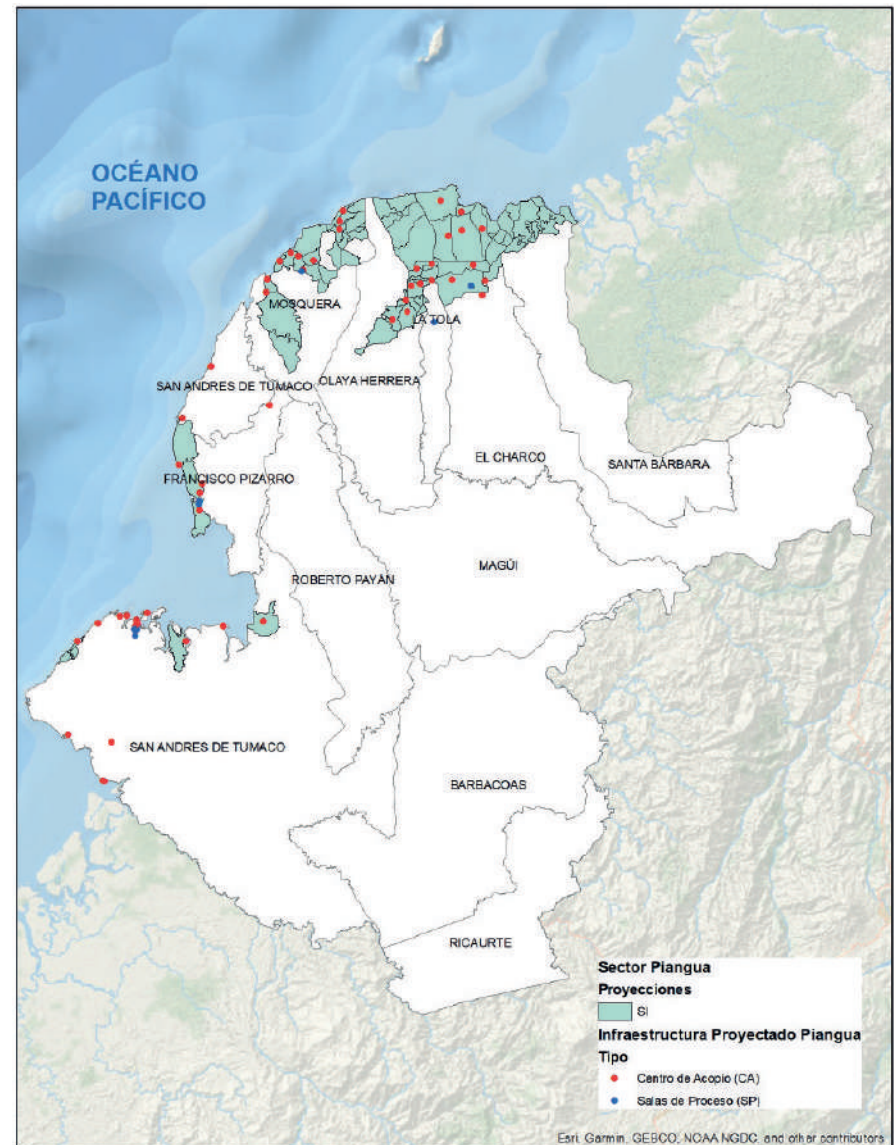 OCÉANO
PACÍFICO
MOSQUERA
LA TOLA
SAN ANDRES DE TUMACO
OLAYA HERRERA
EL CHARCO
SANTA BÁRBARA
FRANCISCO PIZARRO
MAGÜI
ROBERTO PAYÁN
SAN ANDRES DE TUMACO
BARBACOAS
RICAURTE
Sector Piangua
Proyecciones
SI
Infraestructura Proyectado Piangua
Tipo
Centro de Acopio (CA)
Salas de Proceso (SP)
Esri, Garmin, GEBCO, NOAA NGDC, and other contributors